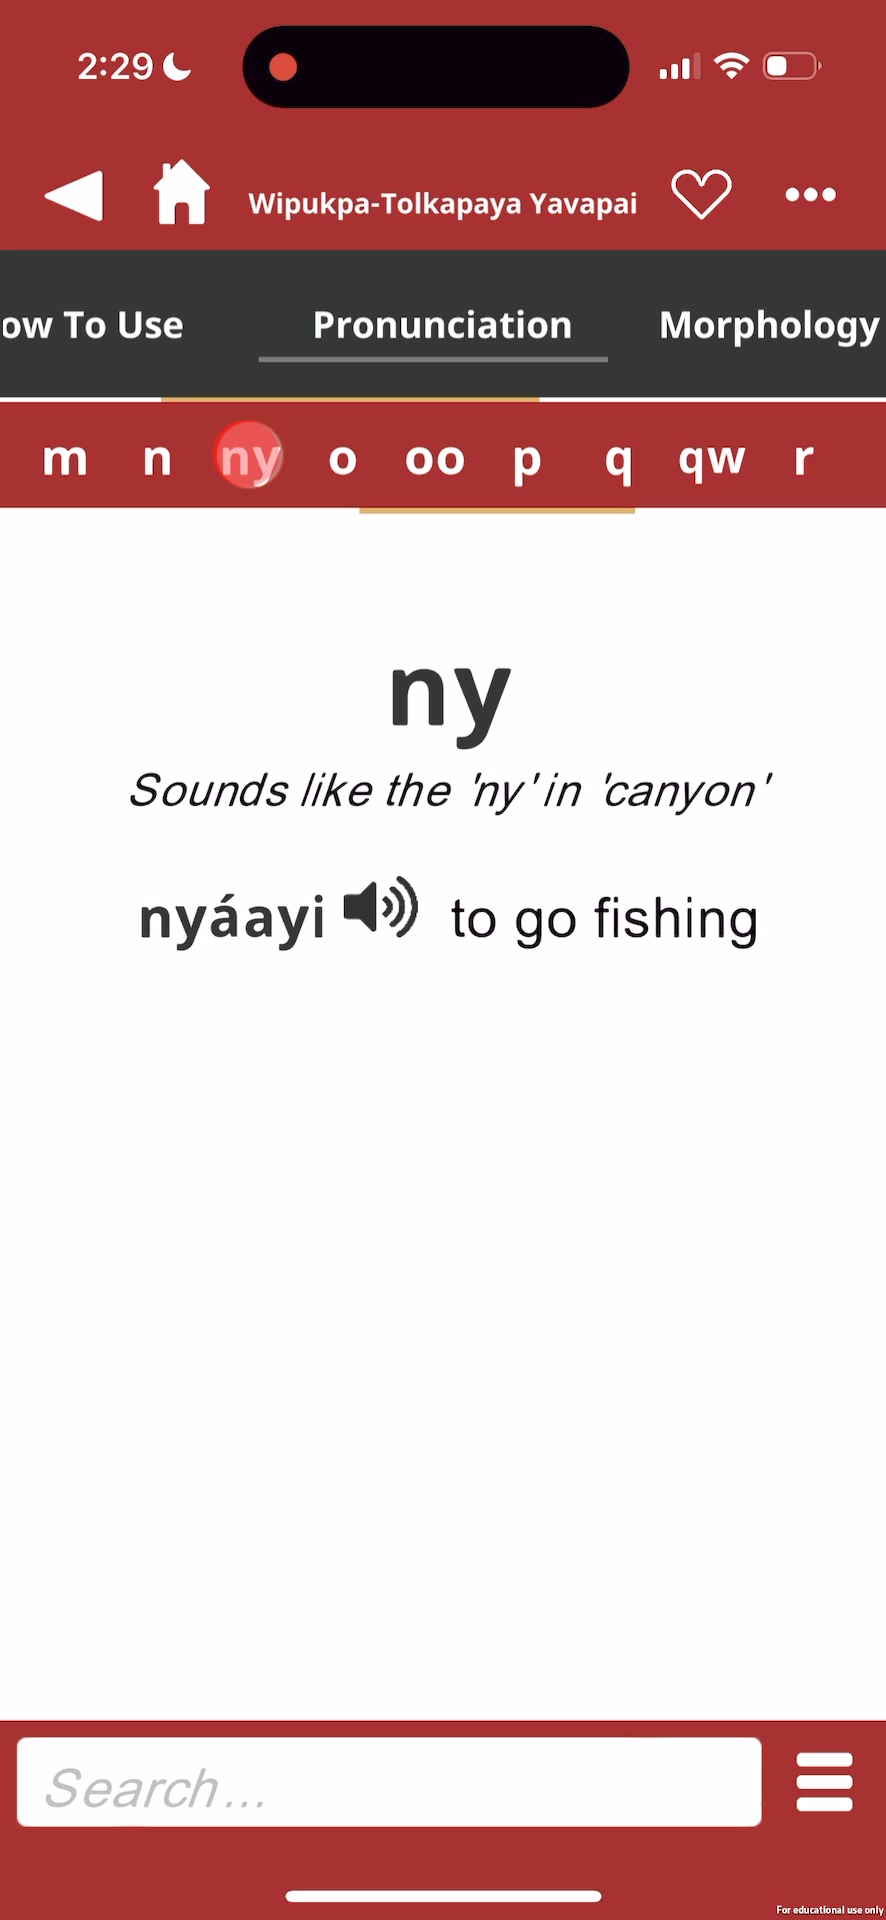 2:29
Wipukpa-Tolkapaya Yavapai
ow To Use Pronunciation Morphology
m n ny o oo p q qw r
ny
Sounds like the 'ny' in 'canyon'
nyáayi to go fishing
Search...
For educational use only